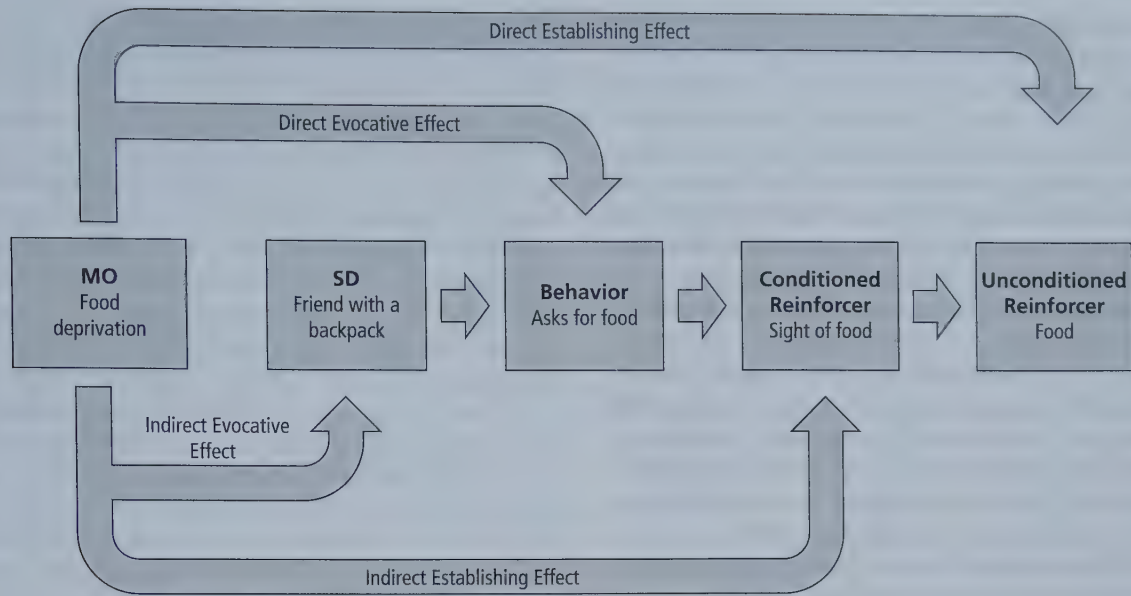 Direct Establishing Effect
Direct Evocative Effect
MO
Food
deprivation
SD
Friend with a
backpack
Behavior
Asks for food
Conditioned
Reinforcer
Sight of food
Unconditioned
Reinforcer
Food
Indirect Evocative
Effect
Indirect Establishing Effect